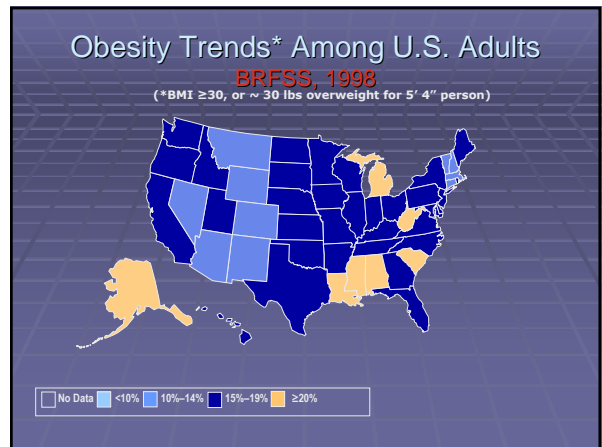 Obesity Trends* Among U.S. Adults
BRFSS, 1998
(*BMI ≥30, or ~ 30 lbs overweight for 5' 4" person)
No Data <10% 10%–14% 15%–19% ≥20%